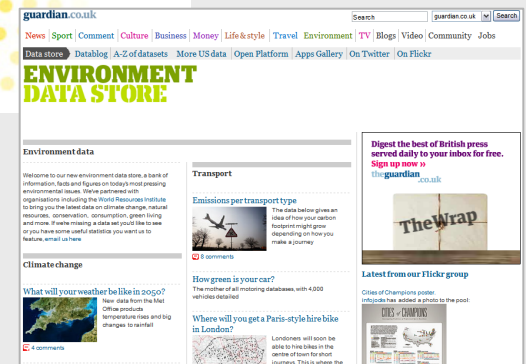 guardian.co.uk
Search guardian.co.uk Search
News Sport Comment Culture Business Money Life & style Travel Environment TV Blogs Video Community Jobs
Data store Datablog A-Z of datasets More US data Open Platform Apps Gallery On Twitter On Flickr
ENVIRONMENT
DATA STORE
Environment data
Welcome to our new environment data store, a bank of
information, facts and figures on today's most pressing
environmental issues. We've partnered with
organisations including the World Resources Institute
to bring you the latest data on climate change, natural
resources, conservation, consumption, green living
and more. If we're missing a data set you'd like to see
or you have some useful statistics you want us to
feature, email us here
Climate change
What will your weather be like in 2050?
New data from the Met
Office products
temperature rises and big
changes to rainfall
4 comments
Transport
Emissions per transport
type
The data below gives an
idea of how your carbon
footprint might grow
depending on how you
make a journey
8 comments
How green is your car?
The mother of all motoring databases, with 4,000
vehicles detailed
Where will you get a Paris-style hire bike
in London?
Londoners will soon be
able to hire bikes in the
centre of town for short
journeys. This is where the
Digest the best of British press
served daily to your inbox for free.
Sign up now »
theguardian
.co.uk
TheWrap
Latest from our Flickr group
Cities of Champions poster.
infojocks has added a photo to the pool:
CITIES of CHAMPIONS